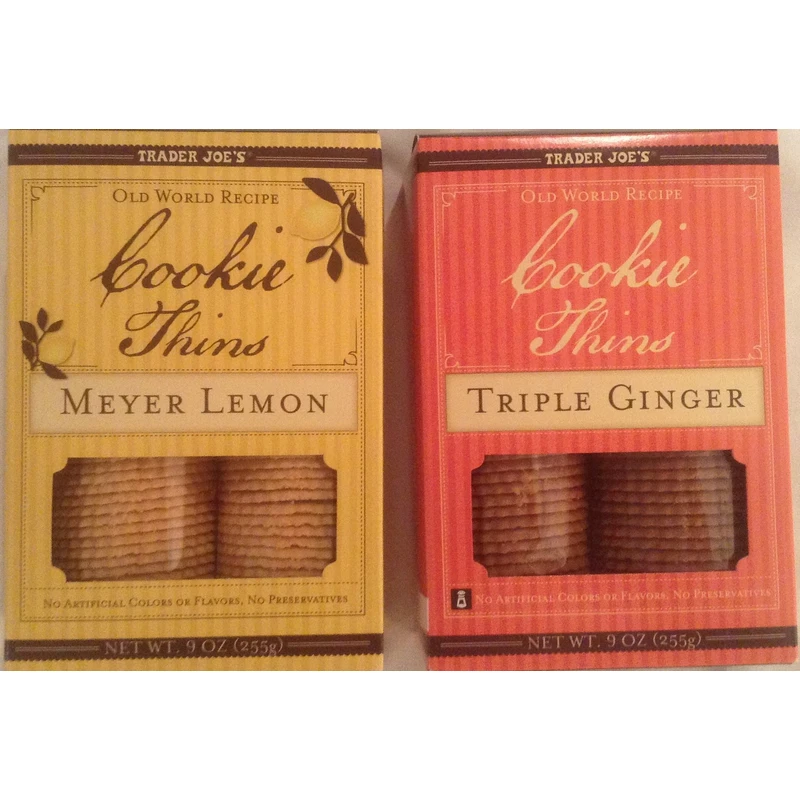 TRADER JOE'S
OLD WORLD RECIPE
Cookie
Thins
MEYER LEMON
NO ARTIFICIAL COLORS OR FLAVORS, NO PRESERVATIVES
NET WT. 9 OZ (255g)
TRADER JOE'S
OLD WORLD RECIPE
Cookie
Thins
TRIPLE GINGER
NO ARTIFICIAL COLORS OR FLAVORS, NO PRESERVATIVES
NET WT. 9 OZ (255g)